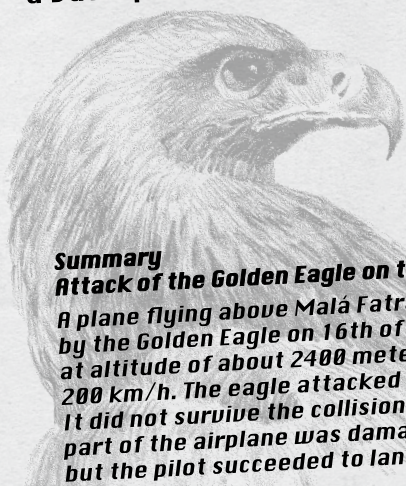 Summary
Attack of the Golden Eagle on t
A plane flying above Malá Fatr
by the Golden Eagle on 16th of
at altitude of about 2400 mete
200 km/h. The eagle attacked
It did not survive the collision
part of the airplane was dama
but the pilot succeeded to lan